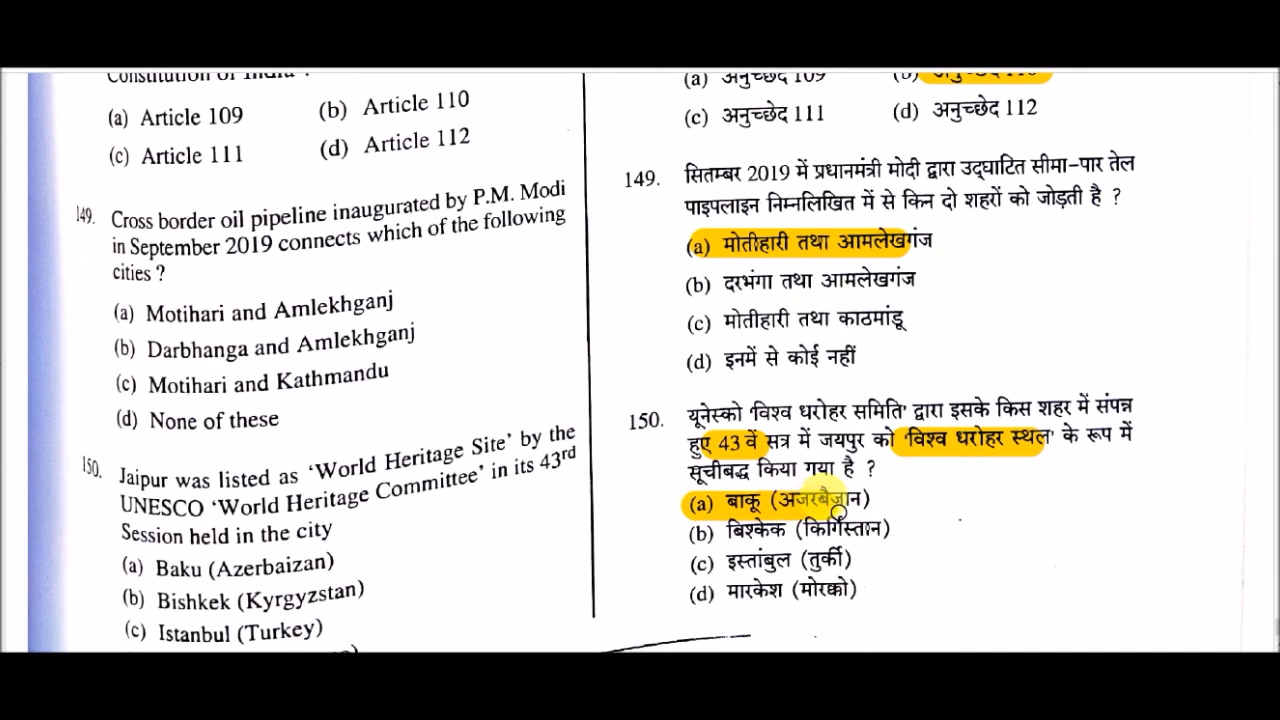 Constitution of India .
(a) Article 109
(b) Article 110
(c) Article 111
(d) Article 112
149. Cross border oil pipeline inaugurated by P.M. Modi
in September 2019 connects which of the following
cities ?
(a) Motihari and Amlekhganj
(b) Darbhanga and Amlekhganj
(c) Motihari and Kathmandu
(d) None of these
150. Jaipur was listed as ‘World Heritage Site’ by the
UNESCO ‘World Heritage Committee’ in its 43rd
Session held in the city
(a) Baku (Azerbaizan)
(b) Bishkek (Kyrgyzstan)
(c) Istanbul (Turkey)
(a) अनुच्छेद 109
(b) अनुच्छेद 110
(c) अनुच्छेद 111
(d) अनुच्छेद 112
149. सितम्बर 2019 में प्रधानमंत्री मोदी द्वारा उद्घाटित सीमा-पार तेल
पाइपलाइन निम्नलिखित में से किन दो शहरों को जोड़ती है ?
(a) मोतीहारी तथा आमलेखगंज
(b) दरभंगा तथा आमलेखगंज
(c) मोतीहारी तथा काठमांडू
(d) इनमें से कोई नहीं
150. यूनेस्को ‘विश्व धरोहर समिति’ द्वारा इसके किस शहर में संपन्न
हुए 43 वें सत्र में जयपुर को ‘विश्व धरोहर स्थल’ के रूप में
सूचीबद्ध किया गया है ?
(a) बाकू (अजरबैजान)
(b) बिश्केक (किर्गिस्तान)
(c) इस्तांबुल (तुर्की)
(d) मारकेश (मोरक्को)